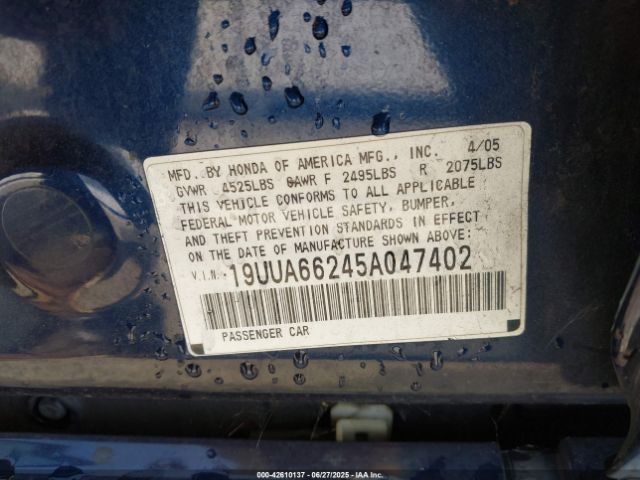 MFD. BY HONDA OF AMERICA MFG., INC. 4/05
GVWR 4525LBS GAWR F 2495LBS R 2075LBS
THIS VEHICLE CONFORMS TO ALL APPLICABLE
FEDERAL MOTOR VEHICLE SAFETY, BUMPER,
AND THEFT PREVENTION STANDARDS IN EFFECT
ON THE DATE OF MANUFACTURE SHOWN ABOVE.
V.I.N. 19UUA66245A047402
PASSENGER CAR
000-42610137 - 06/27/2025 - IAA Inc.